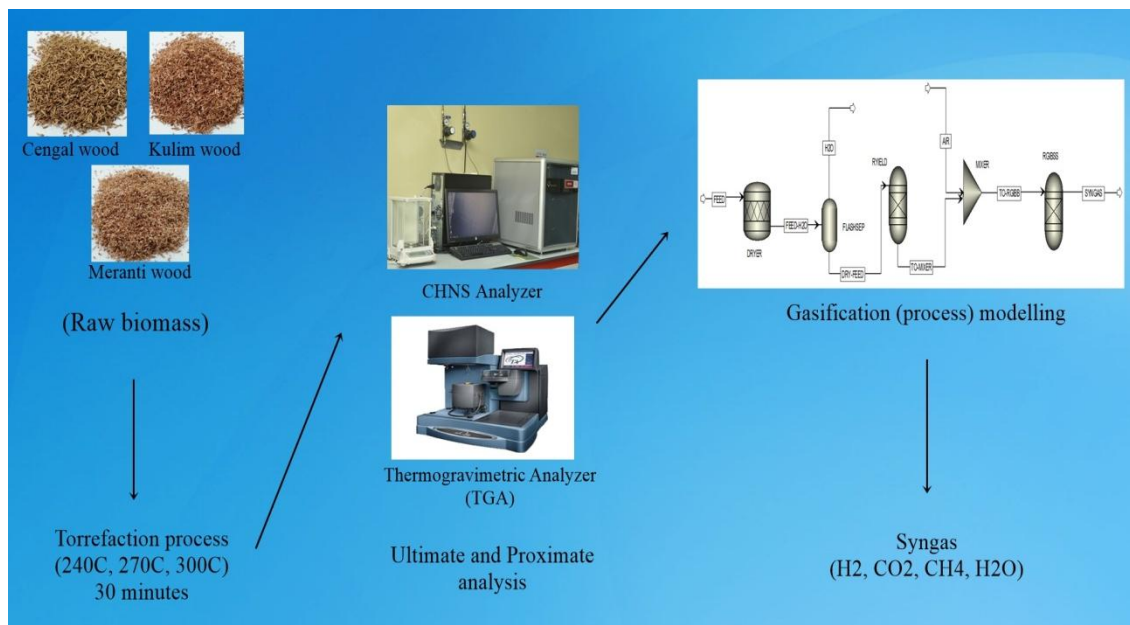 Cengal wood
Kulim wood
Meranti wood
(Raw biomass)
Torrefaction process
(240C, 270C, 300C)
30 minutes
CHNS Analyzer
Thermogravimetric Analyzer
(TGA)
Ultimate and Proximate
analysis
FEED
DRYER
FEED-H2O
H2O
FLASHSEP
DRY-FEED
RYIELD
TO-MIXER
AIR
MIXER
TO-RGIBB
RGIBSS
SYNGAS
Gasification (process) modelling
Syngas
(H2, CO2, CH4, H2O)